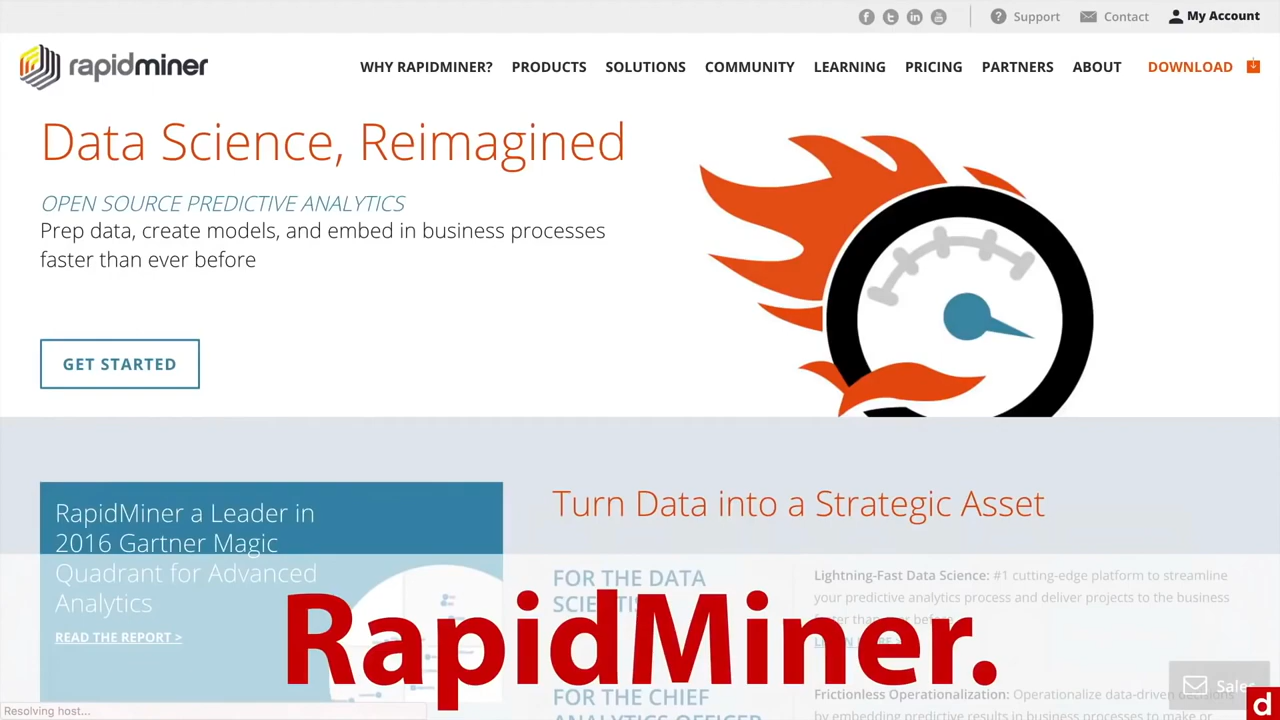 Support
Contact
My Account
rapidminer
WHY RAPIDMINER?
PRODUCTS
SOLUTIONS
COMMUNITY
LEARNING
PRICING
PARTNERS
ABOUT
DOWNLOAD
Data Science, Reimagined
OPEN SOURCE PREDICTIVE ANALYTICS
Prep data, create models, and embed in business processes
faster than ever before
GET STARTED
RapidMiner a Leader in
2016 Gartner Magic
Quadrant for Advanced
Analytics
READ THE REPORT >
Turn Data into a Strategic Asset
FOR THE DATA
Lightning-Fast Data Science: #1 cutting-edge platform to streamline
your predictive analytics process and deliver projects to the business
faster than ever before
FOR THE CHIEF
ANALYTICS OFFICER
Frictionless Operationalization: Operationalize data-driven
by embedding predictive results in business processes to make or
RapidMiner.
Resolving host...
d